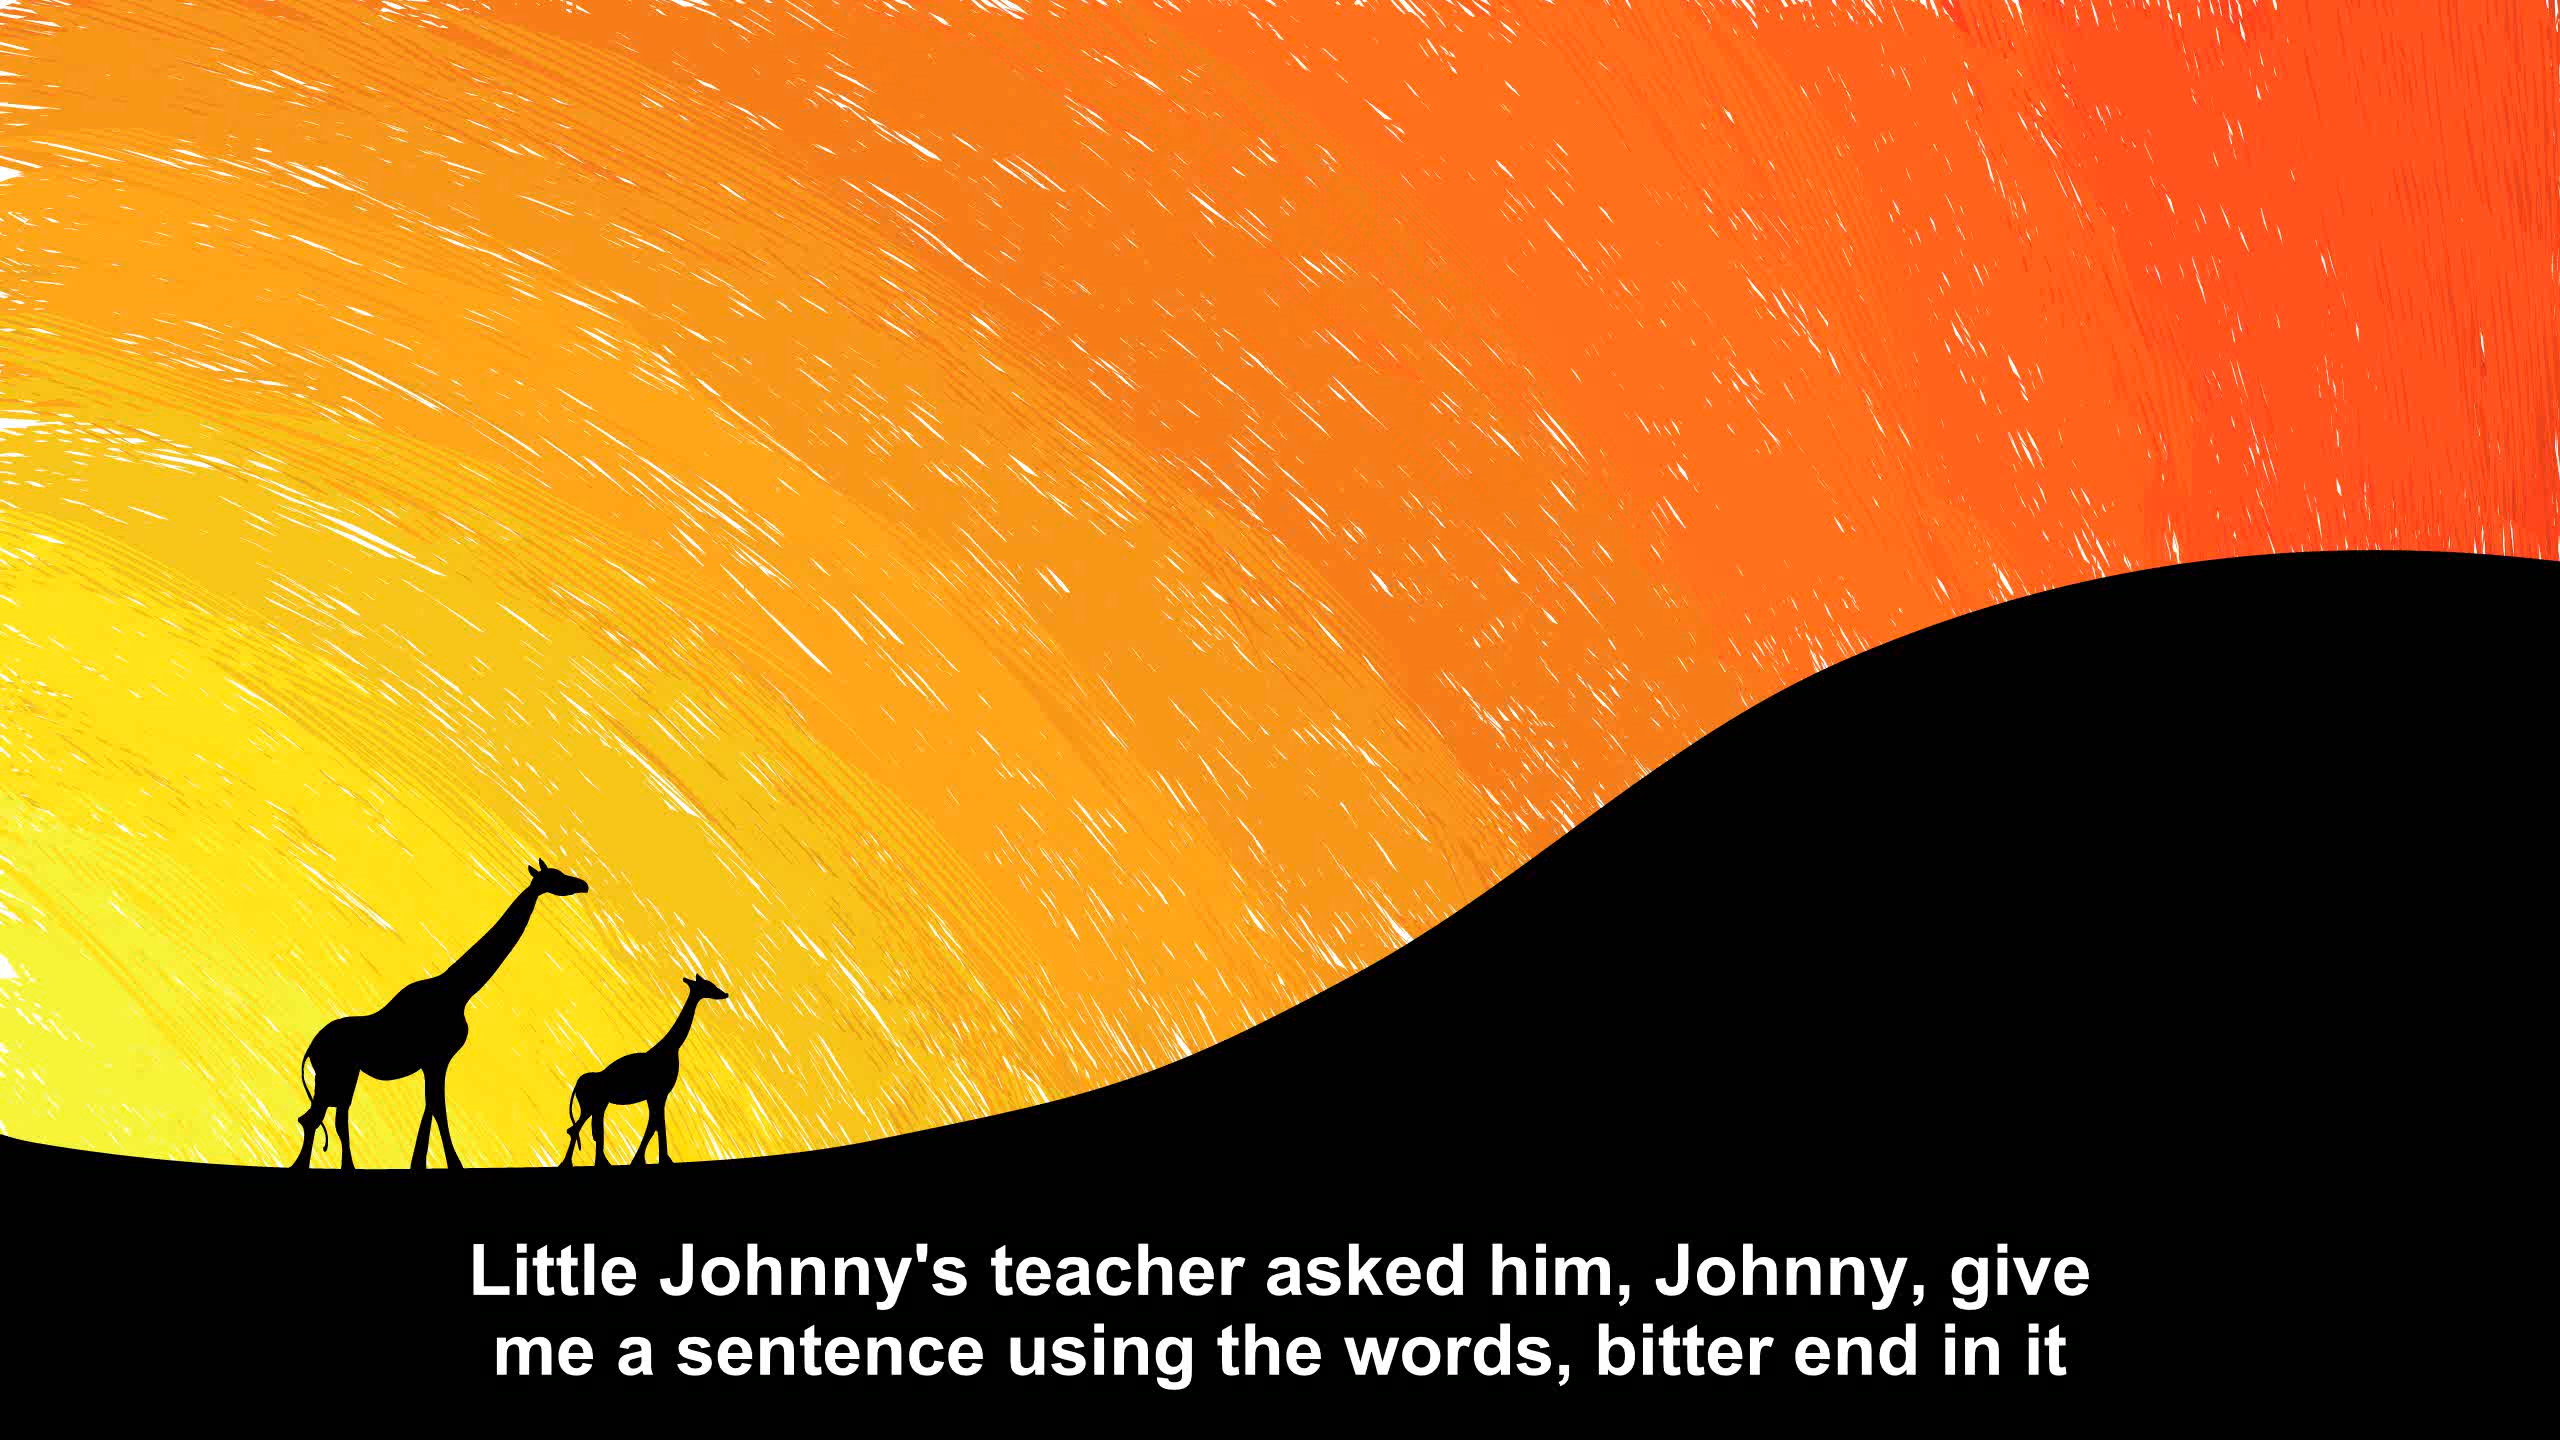 Little Johnny's teacher asked him, Johnny, give
me a sentence using the words, bitter end in it